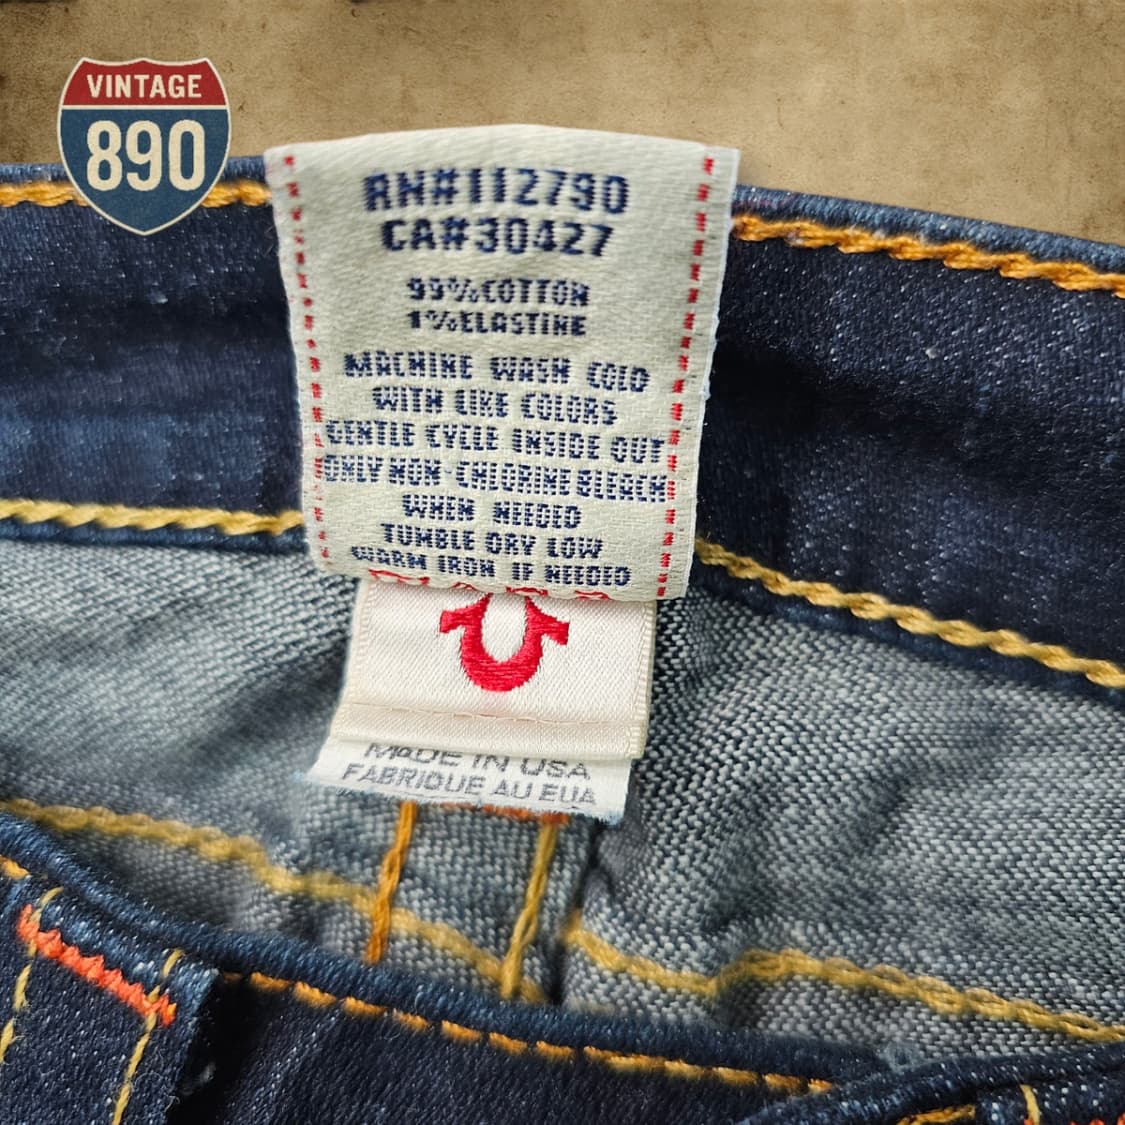 VINTAGE
890
RN#112790
CA#30427
99%COTTON
1%ELASTINE
MACHINE WASH COLD
WITH LIKE COLORS
GENTLE CYCLE INSIDE OUT
ONLY NON-CHLORINE BLEACH
WHEN NEEDED
TUMBLE DRY LOW
WARM IRON IF NEEDED
MADE IN USA
FABRIQUE AU EUA